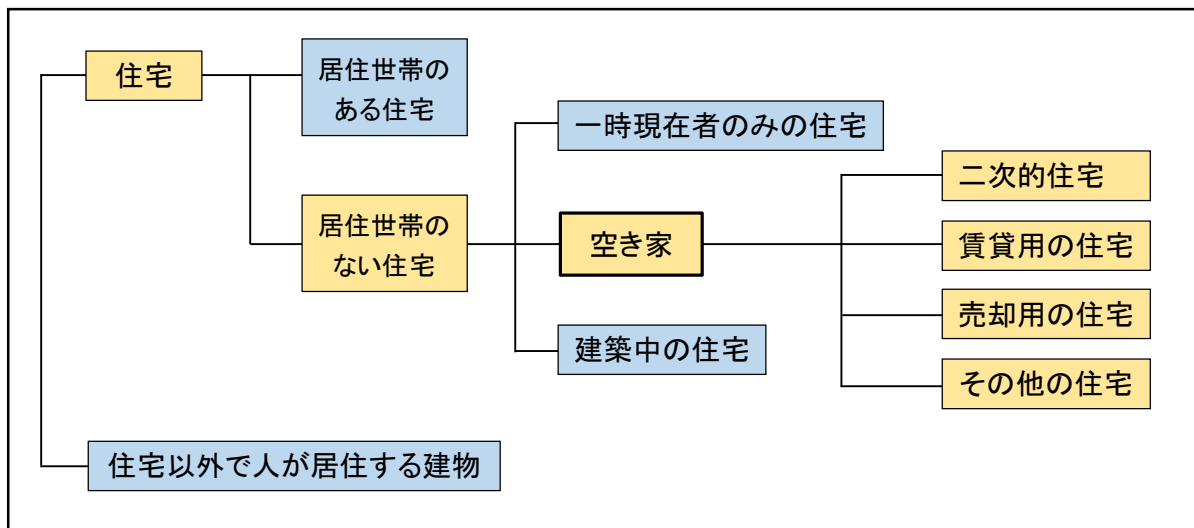 住宅
居住世帯の
ある住宅
一時現在者のみの住宅
二次的住宅
居住世帯の
ない住宅
空き家
賃貸用の住宅
売却用の住宅
建築中の住宅
その他の住宅
住宅以外で人が居住する建物